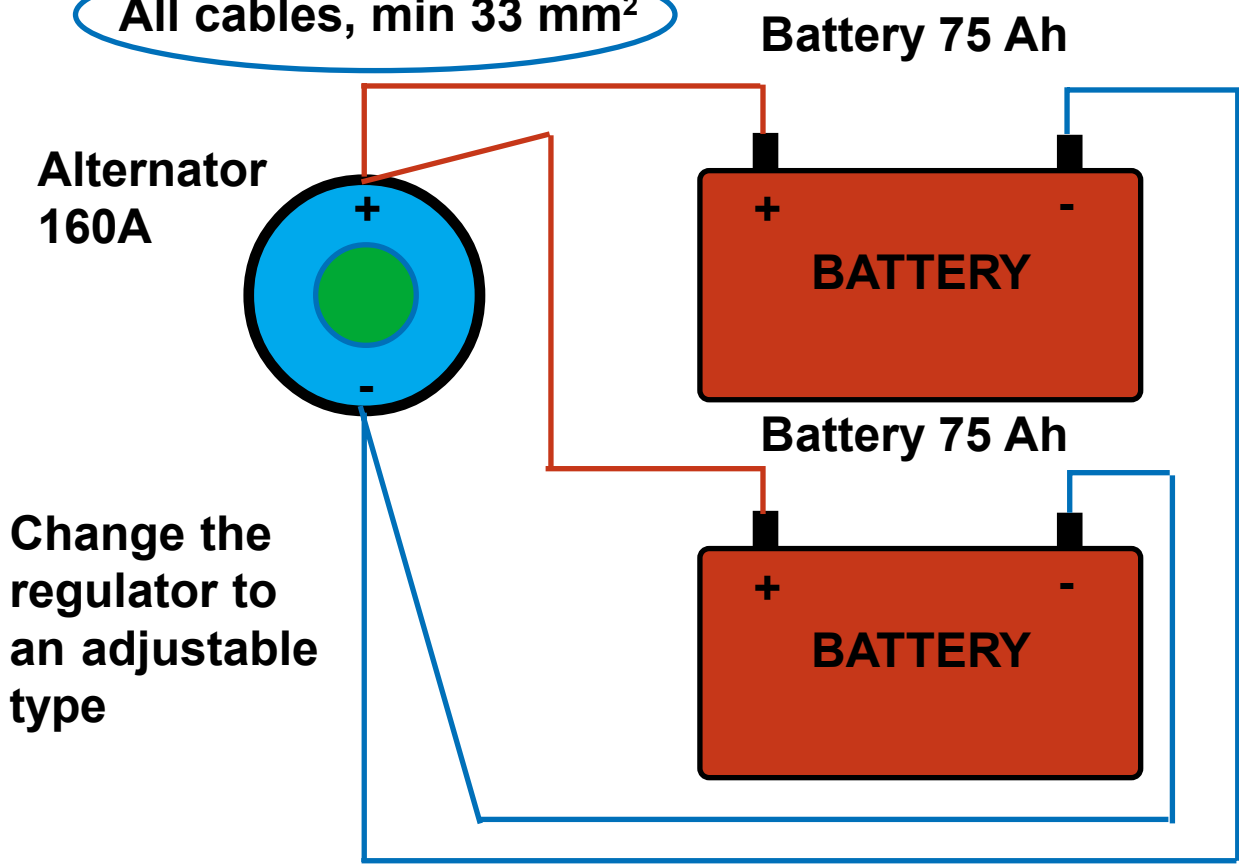 All cables, min 33 mm²
Battery 75 Ah
Alternator
160A
+
+
-
BATTERY
-
Battery 75 Ah
Change the
regulator to
an adjustable
type
+
-
BATTERY